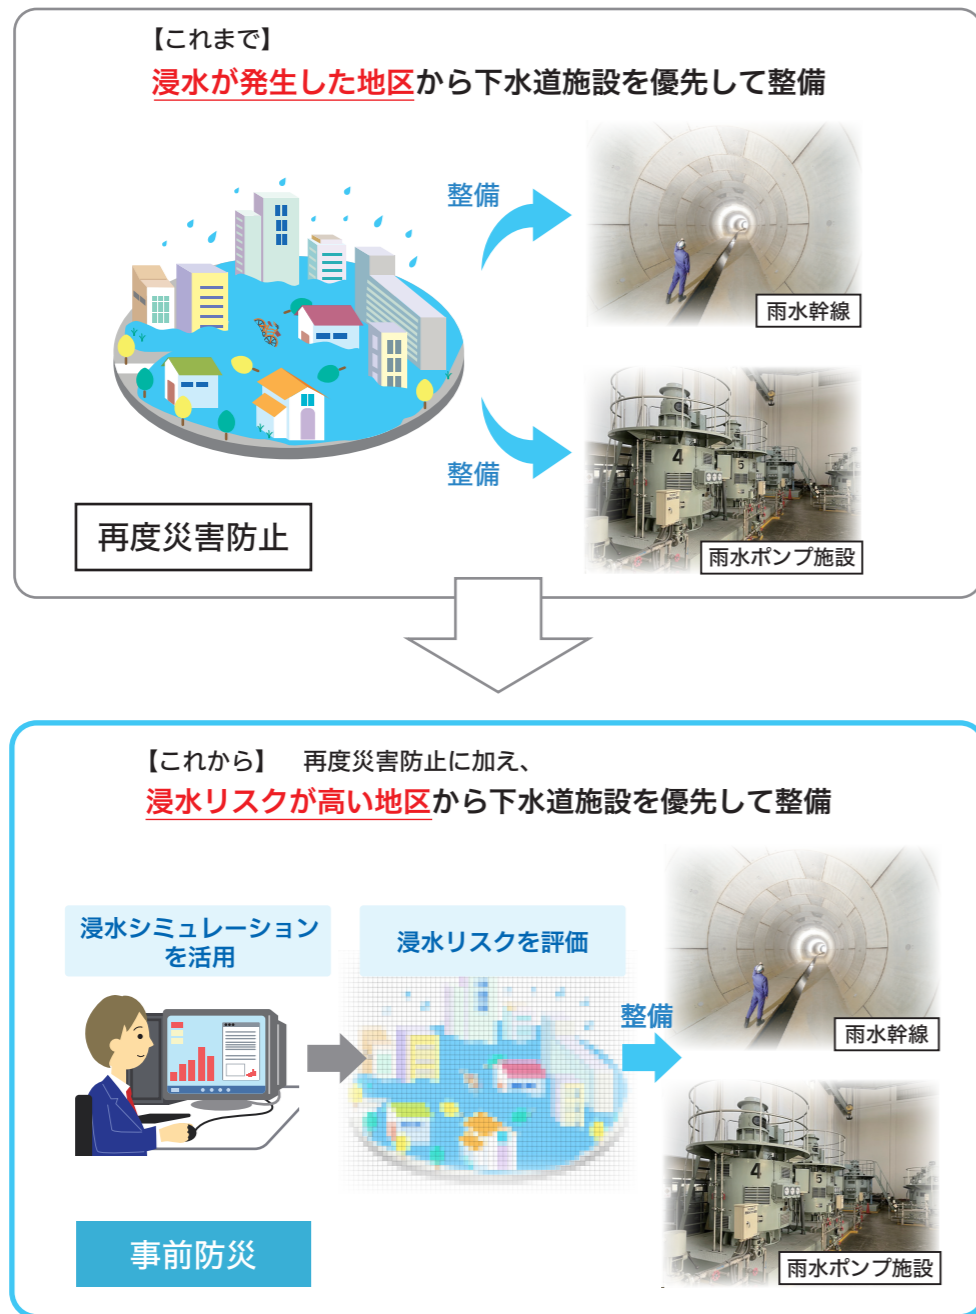 【これまで】
浸水が発生した地区から下水道施設を優先して整備
整備
雨水幹線
整備
4
5
雨水ポンプ施設
再度災害防止
【これから】 再度災害防止に加え、
浸水リスクが高い地区から下水道施設を優先して整備
浸水シミュレーション
を活用
浸水リスクを評価
整備
雨水幹線
4
5
雨水ポンプ施設
事前防災